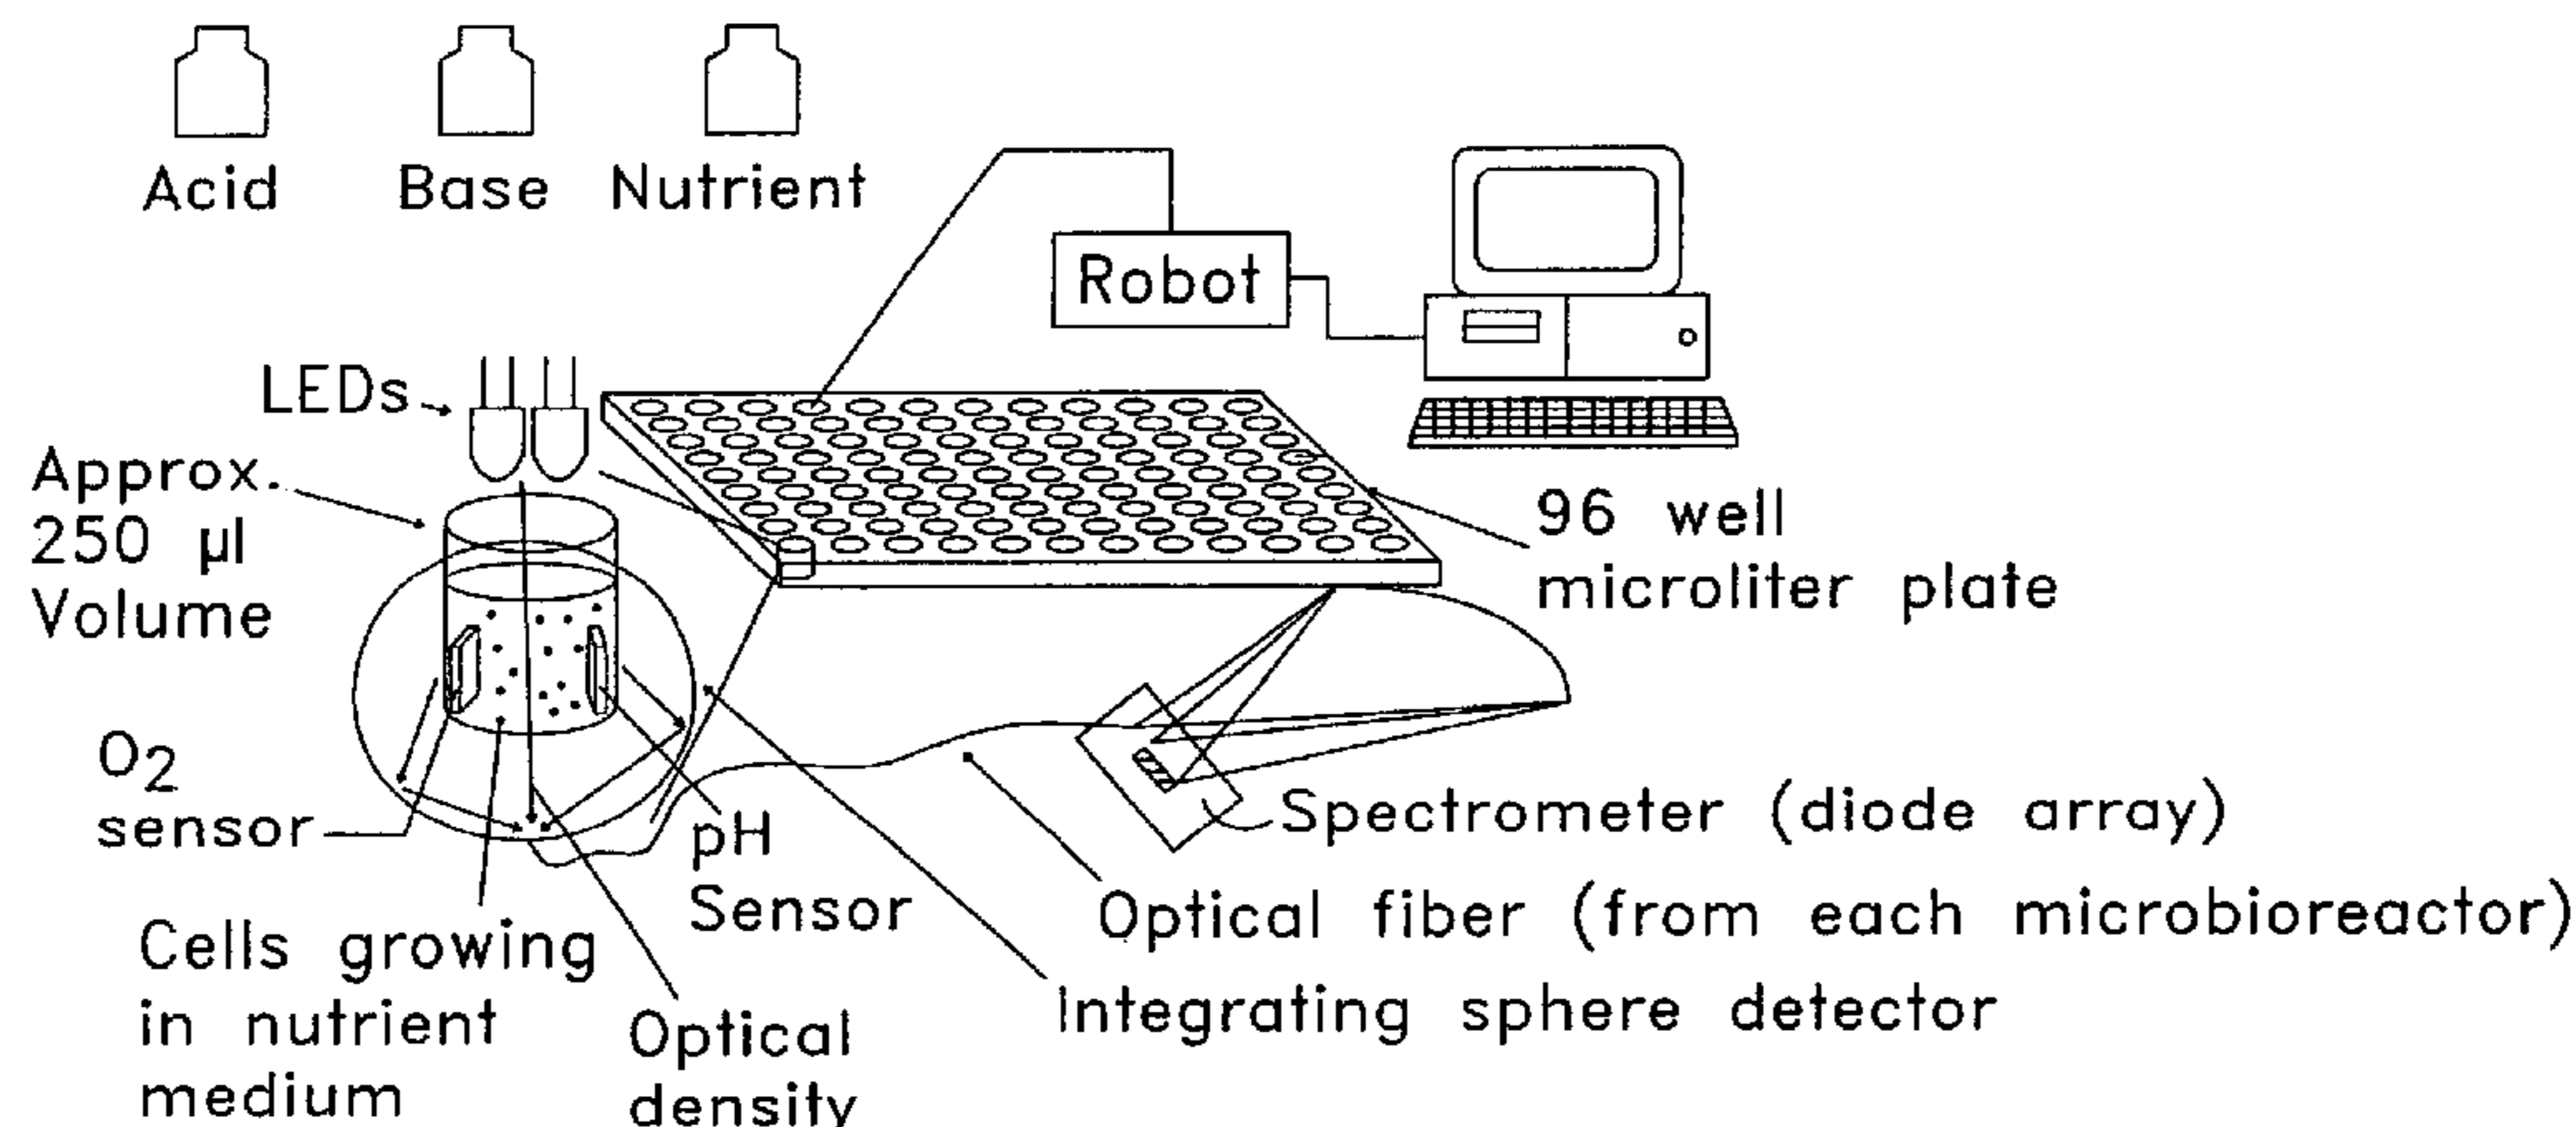 Acid
Base
Nutrient
Robot
LEDs
Approx.
250 µl
Volume
96 well
microliter plate
O2
sensor
pH
Sensor
Spectrometer (diode array)
Optical fiber (from each microbioreactor)
Integrating sphere detector
Cells growing
in nutrient
medium
Optical
density